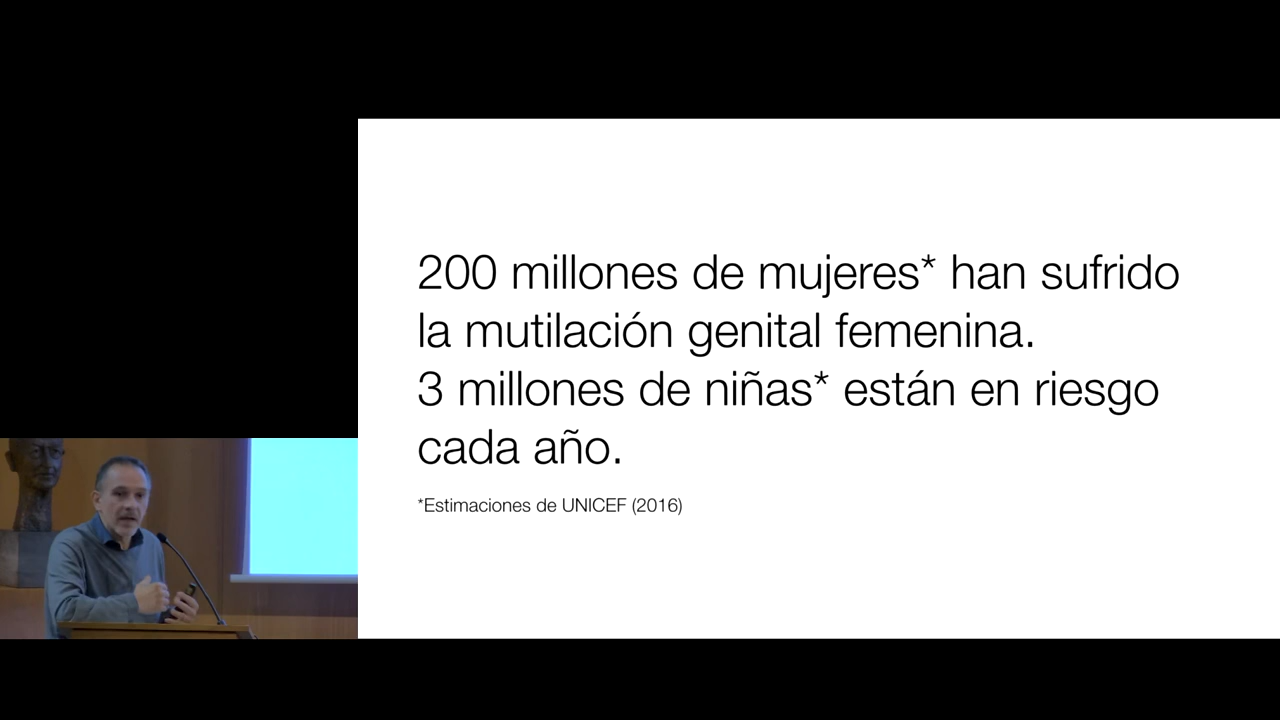 200 millones de mujeres* han sufrido
la mutilación genital femenina.
3 millones de niñas* están en riesgo
cada año.
*Estimaciones de UNICEF (2016)